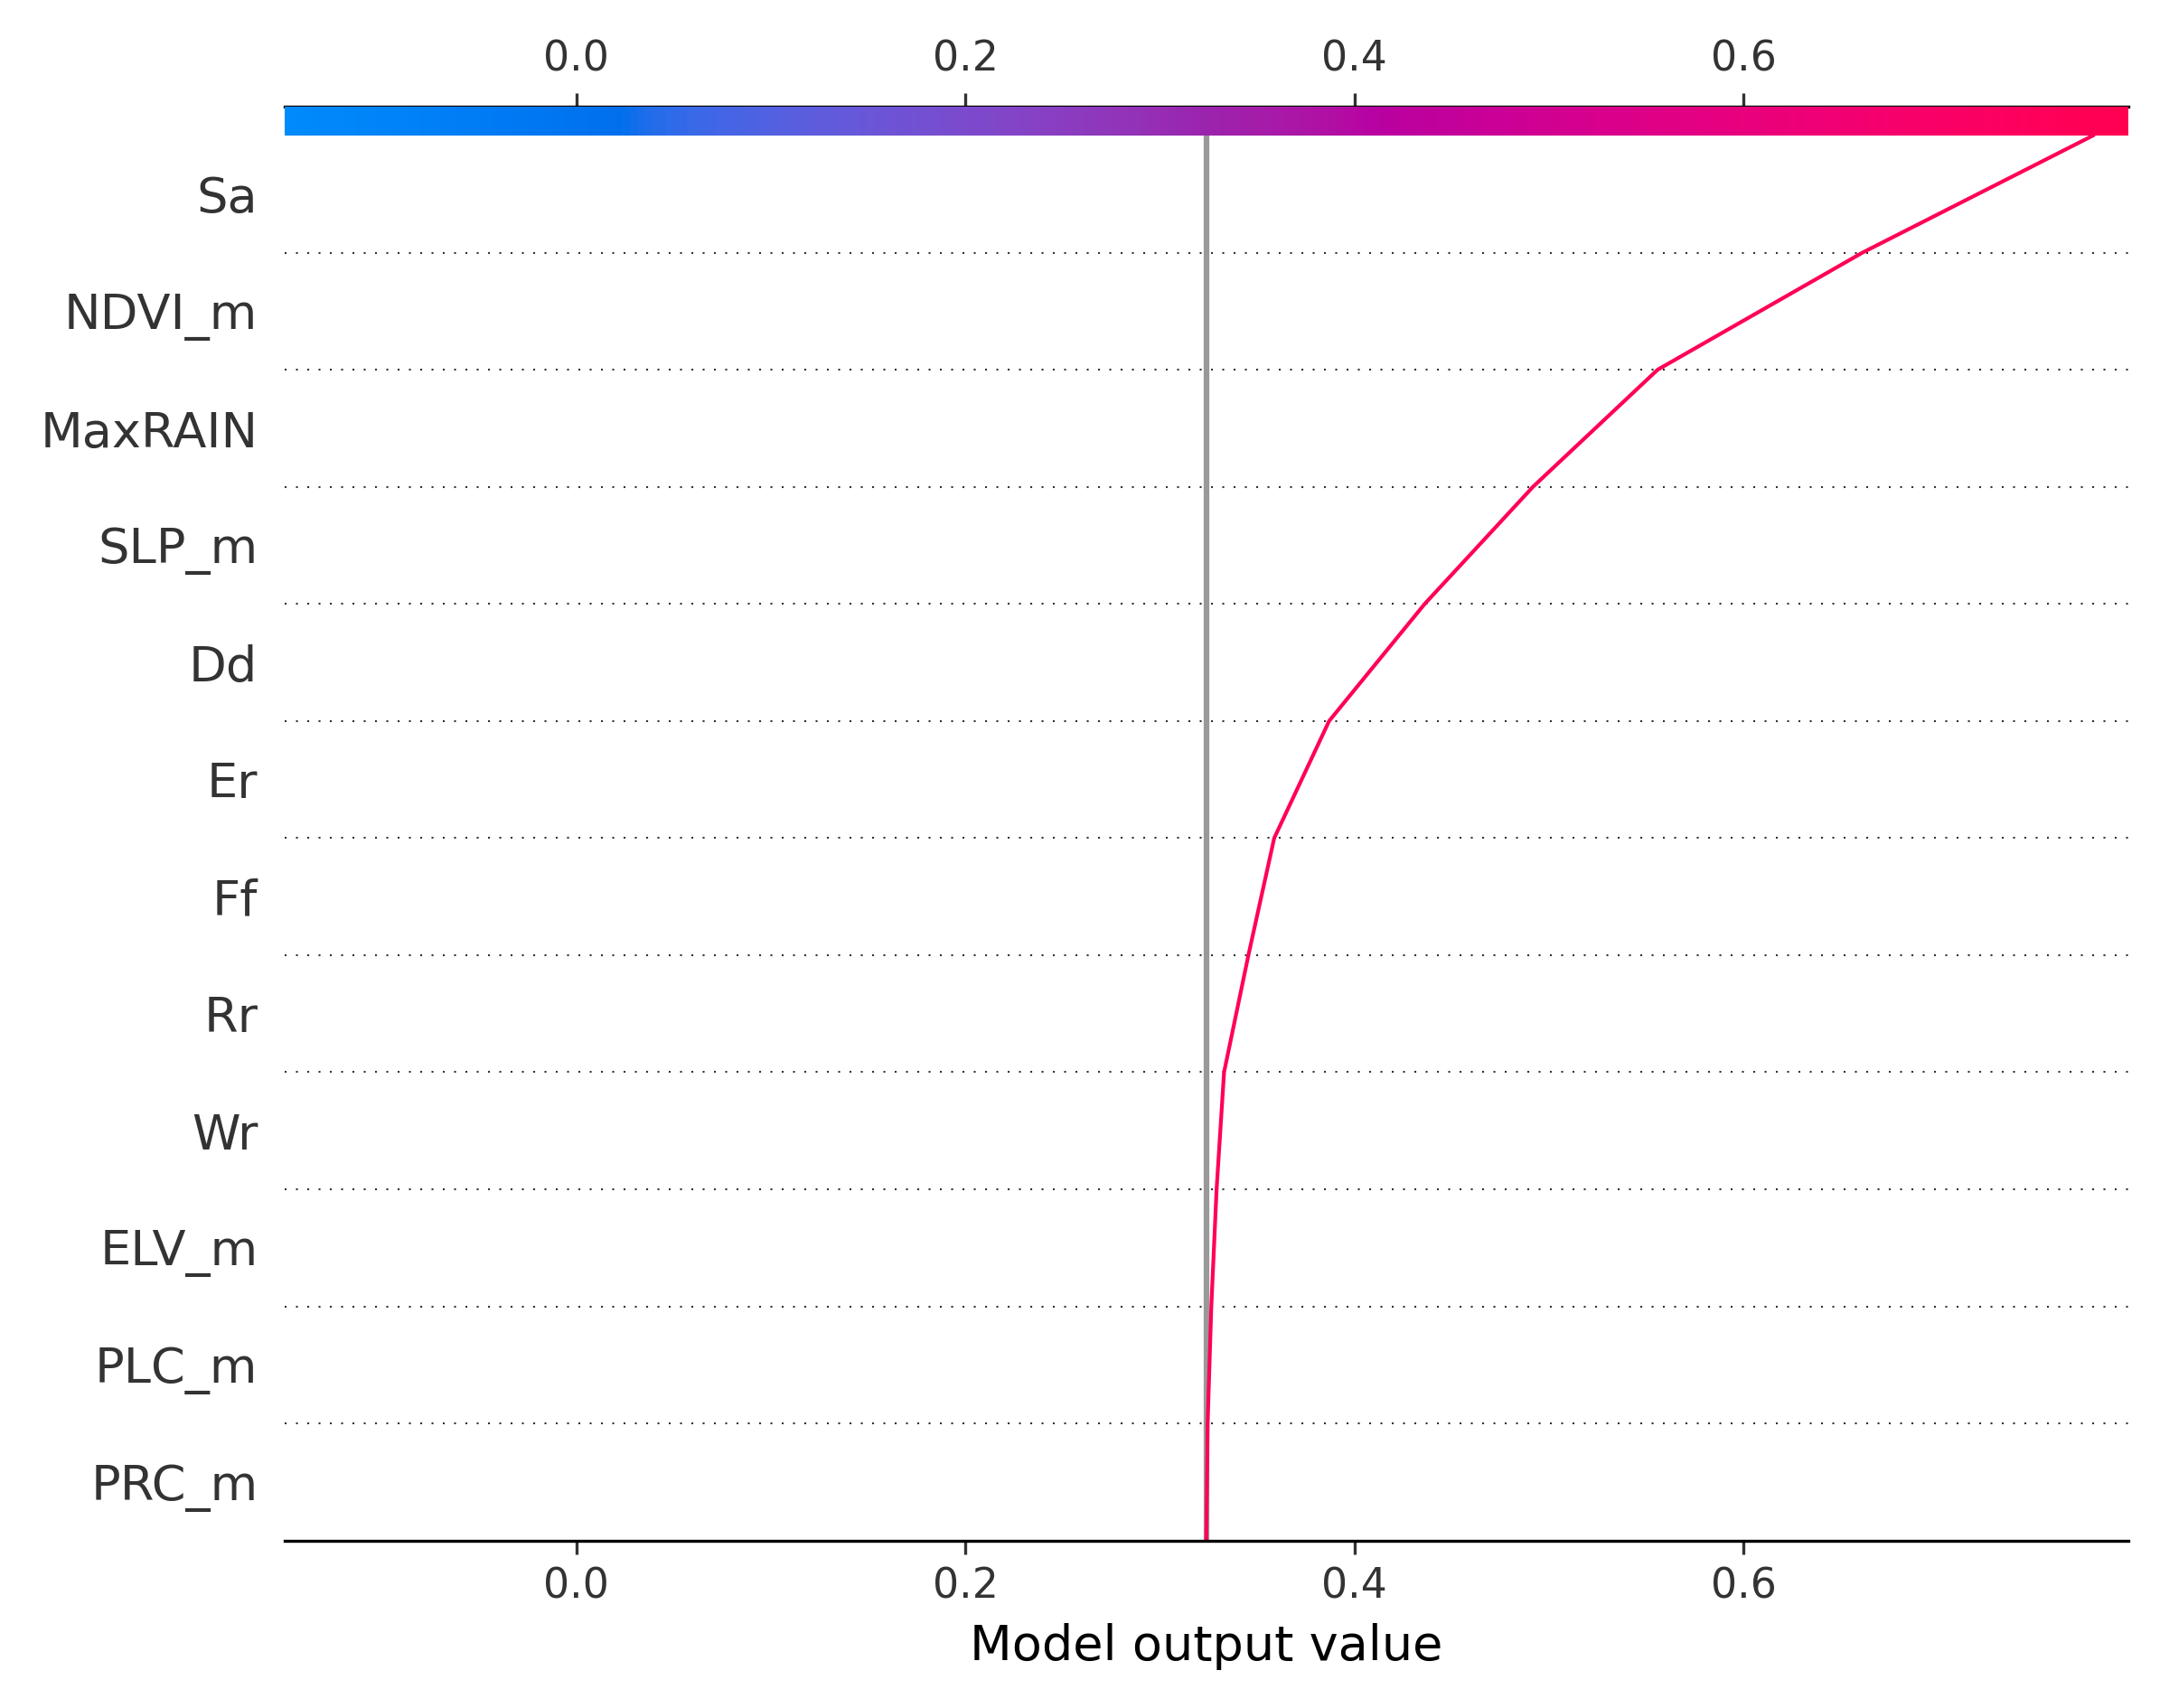 0.0 0.2 0.4 0.6
Sa
NDVI_m
MaxRAIN
SLP_m
Dd
Er
Ff
Rr
Wr
ELV_m
PLC_m
PRC_m
0.0 0.2 0.4 0.6
Model output value